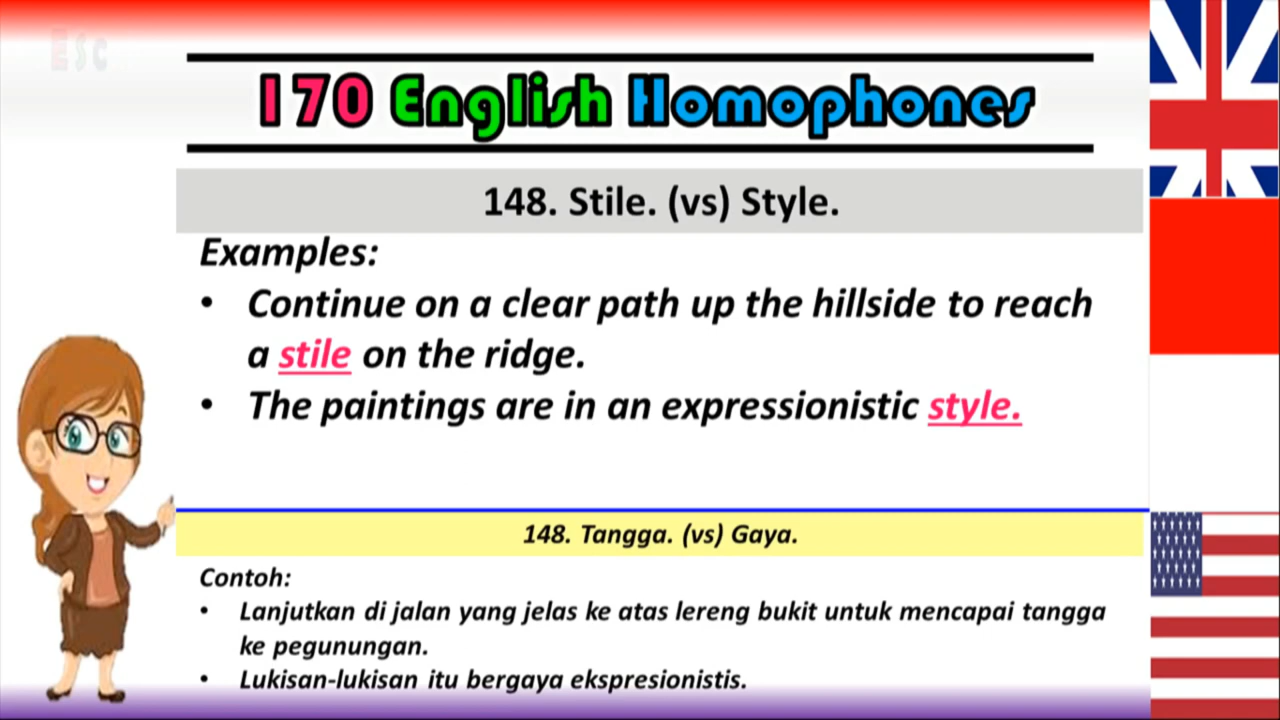 ESC
170 English Homophones
148. Stile. (vs) Style.
Examples:
• Continue on a clear path up the hillside to reach
a stile on the ridge.
• The paintings are in an expressionistic style.
148. Tangga. (vs) Gaya.
Contoh:
• Lanjutkan di jalan yang jelas ke atas lereng bukit untuk mencapai tangga
ke pegunungan.
• Lukisan-lukisan itu bergaya ekspresionistis.